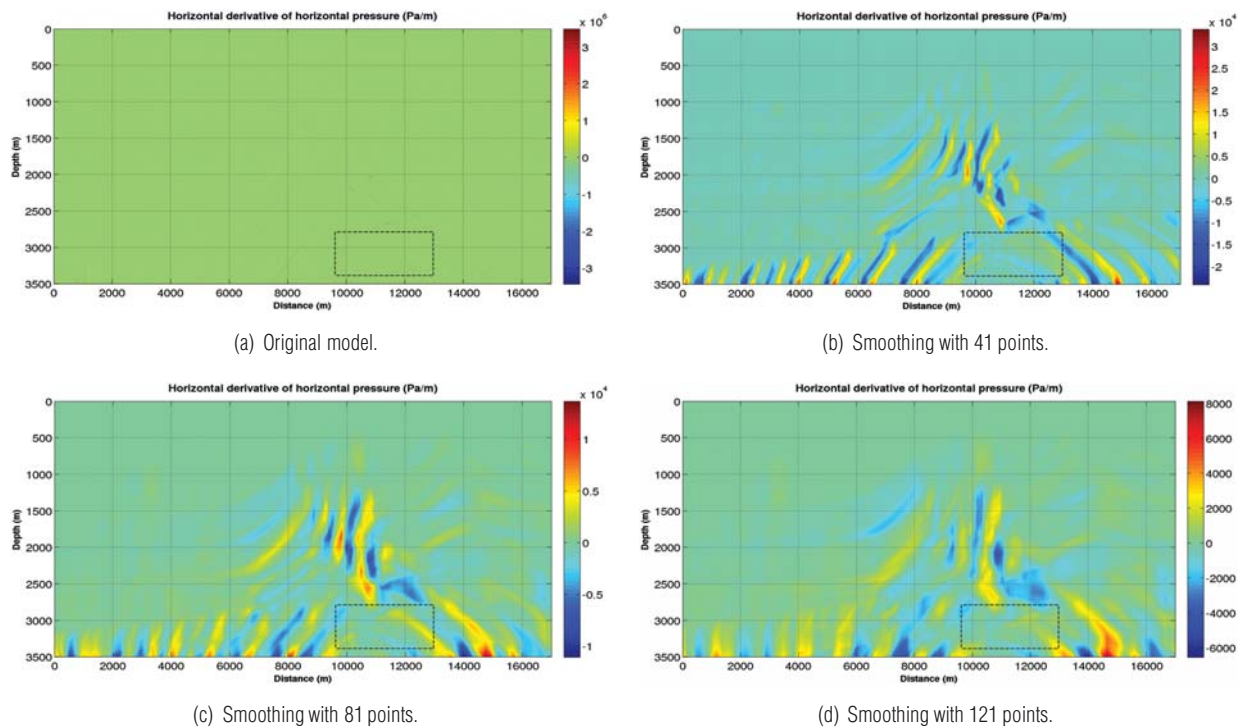 Horizontal derivative of horizontal pressure (Pa/m)
x 10^6
0
500
1000
1500
2000
2500
3000
3500
Depth (m)
0 2000 4000 6000 8000 10000 12000 14000 16000
Distance (m)
3
2
1
0
-1
-2
-3
(a) Original model.
Horizontal derivative of horizontal pressure (Pa/m)
x 10^4
0
500
1000
1500
2000
2500
3000
3500
Depth (m)
0 2000 4000 6000 8000 10000 12000 14000 16000
Distance (m)
3
2.5
2
1.5
1
0.5
0
-0.5
-1
-1.5
-2
(b) Smoothing with 41 points.
Horizontal derivative of horizontal pressure (Pa/m)
x 10^4
0
500
1000
1500
2000
2500
3000
3500
Depth (m)
0 2000 4000 6000 8000 10000 12000 14000 16000
Distance (m)
1
0.5
0
-0.5
-1
(c) Smoothing with 81 points.
Horizontal derivative of horizontal pressure (Pa/m)
0
500
1000
1500
2000
2500
3000
3500
Depth (m)
0 2000 4000 6000 8000 10000 12000 14000 16000
Distance (m)
8000
6000
4000
2000
0
-2000
-4000
-6000
(d) Smoothing with 121 points.